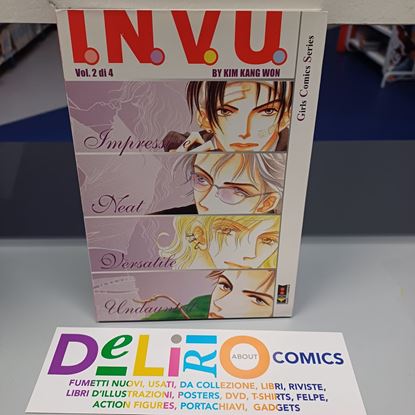 I.N.V.U.
Vol. 2 di 4
BY KIM KANG WON
Girls Comics Series
Impressive
Neat
Versatile
DELiRIO
ABOUT
COMICS
FUMETTI NUOVI, USATI, DA COLLEZIONE, LIBRI, RIVISTE,
LIBRI D'ILLUSTRAZIONI, POSTERS, DVD, T-SHIRTS, FELPE,
ACTION FIGURES, PORTACHIAVI, GADGETS